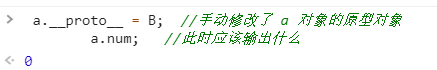 > a.__proto__ = B;  //手动修改了 a 对象的原型对象
a.num;   //此时应该输出什么
<· 0